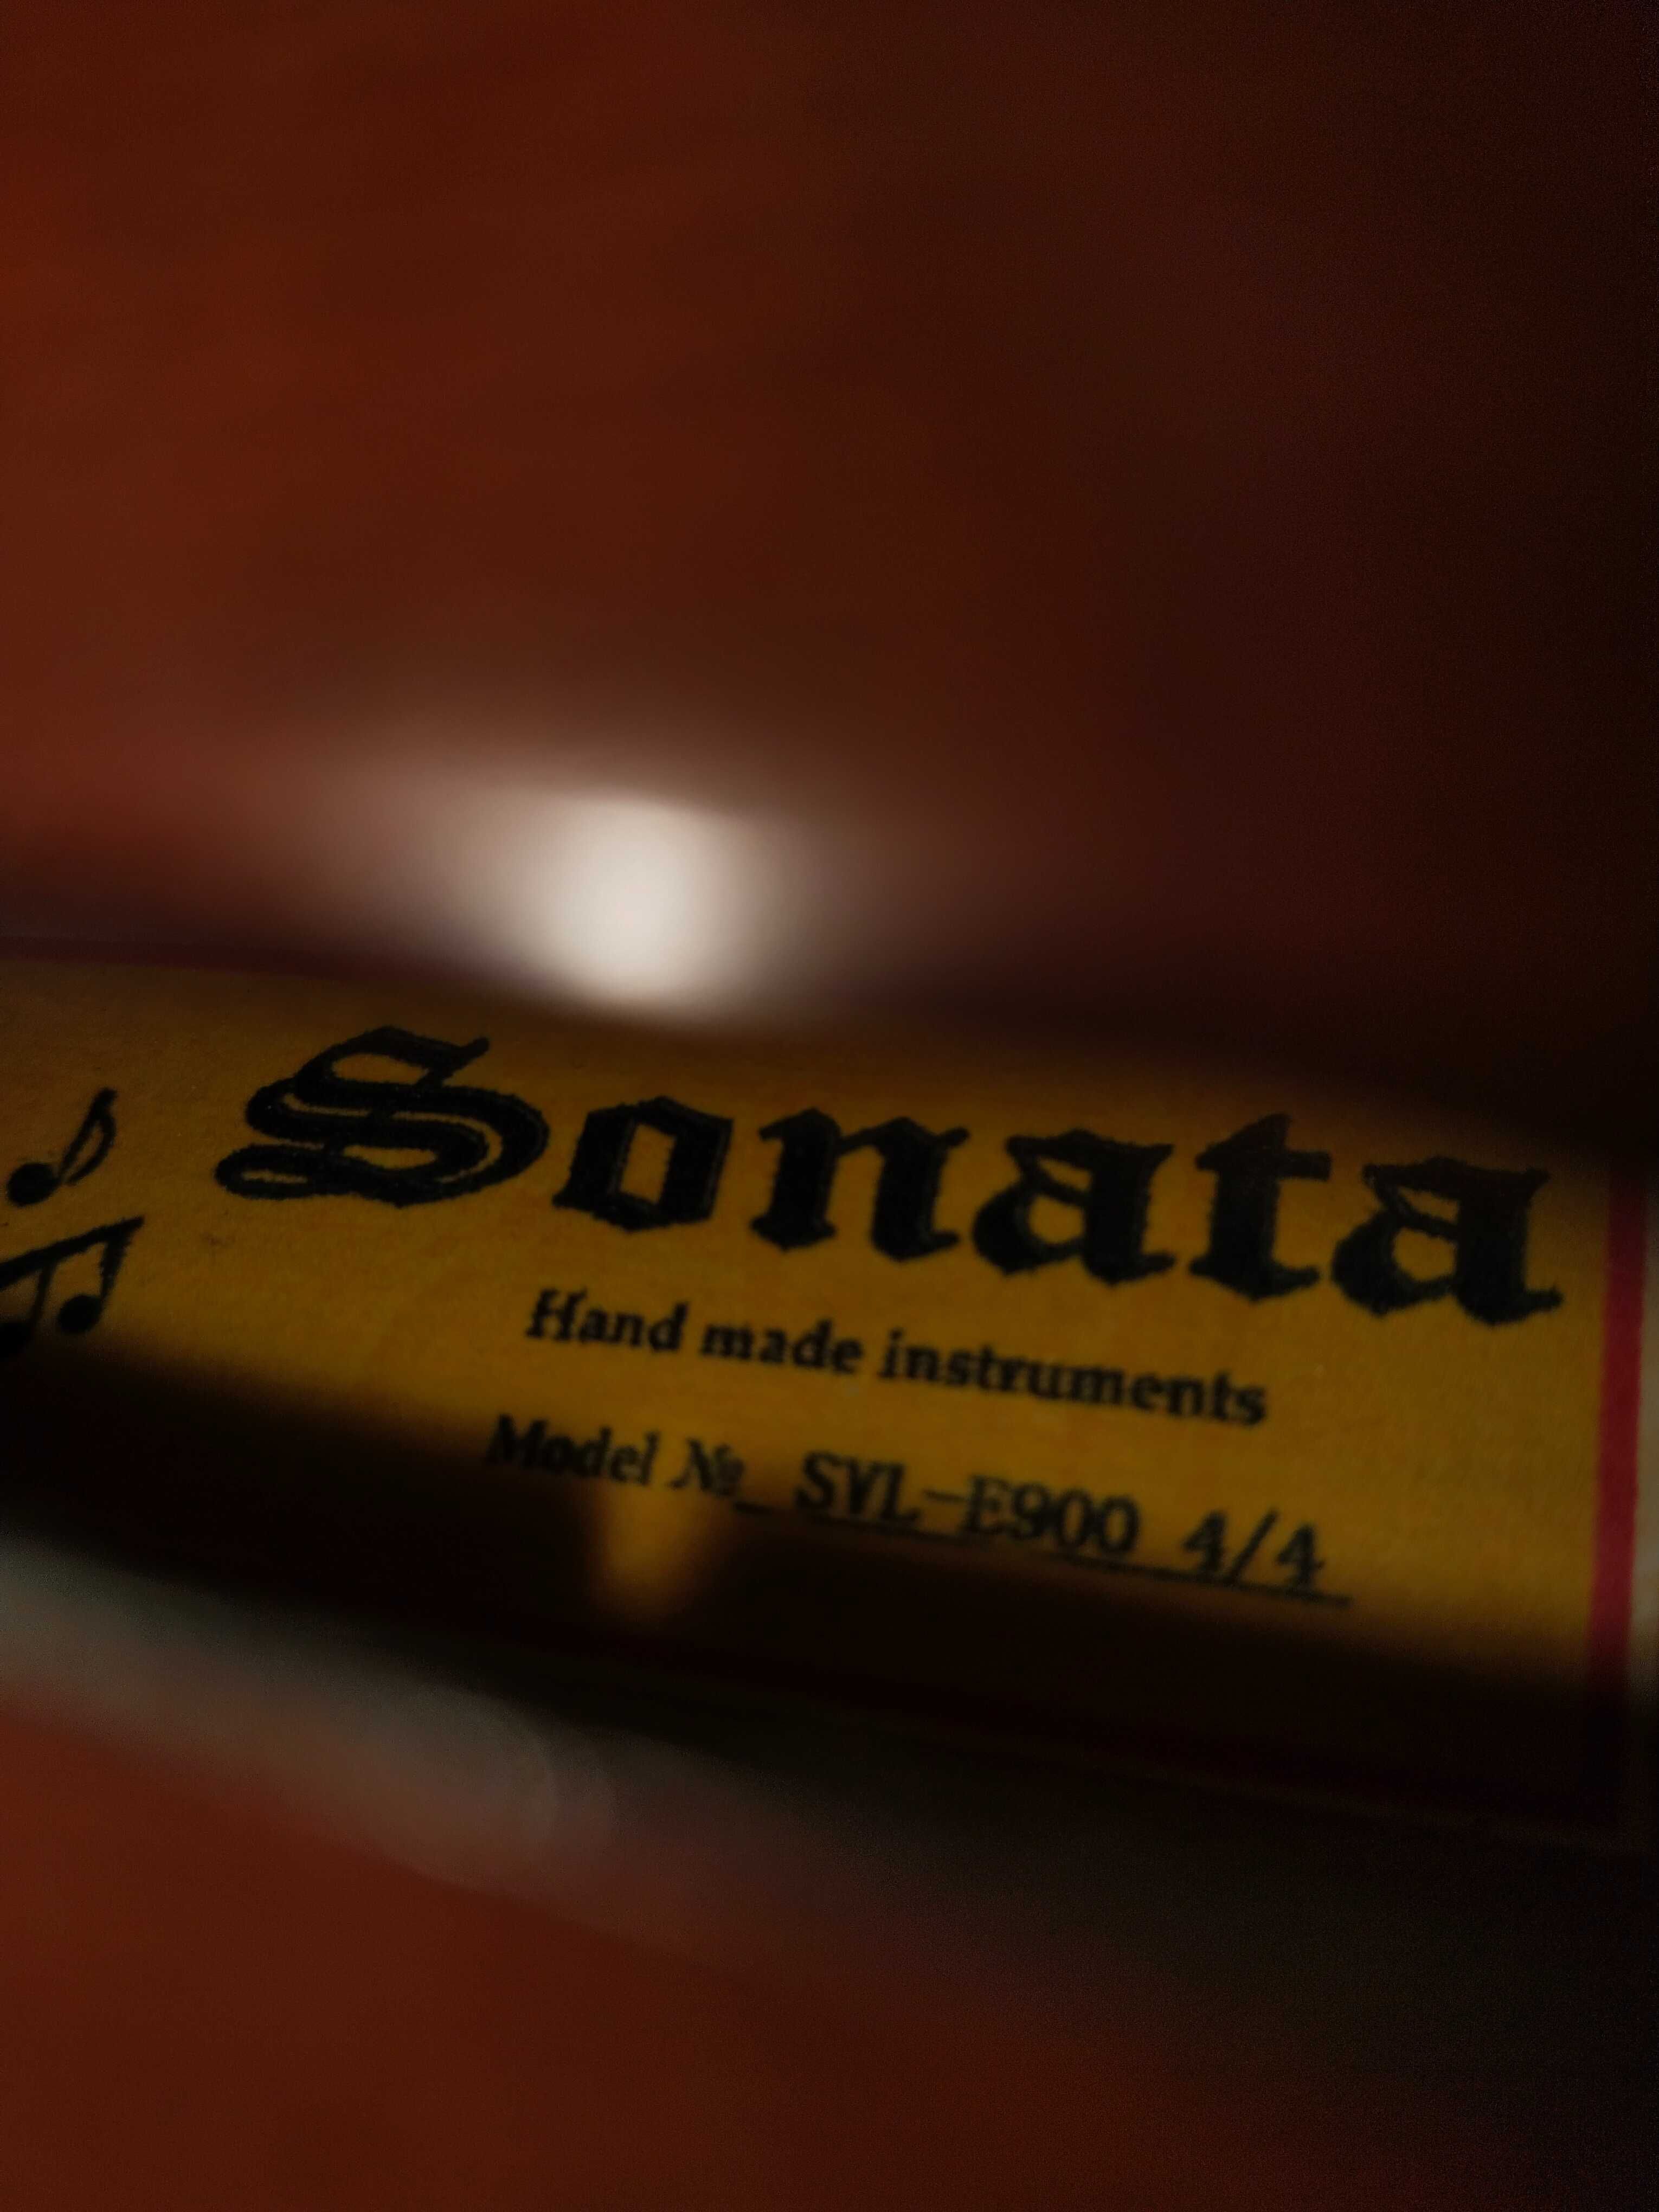 Sonata
Hand made instruments
Model № SVL-E900 4/4